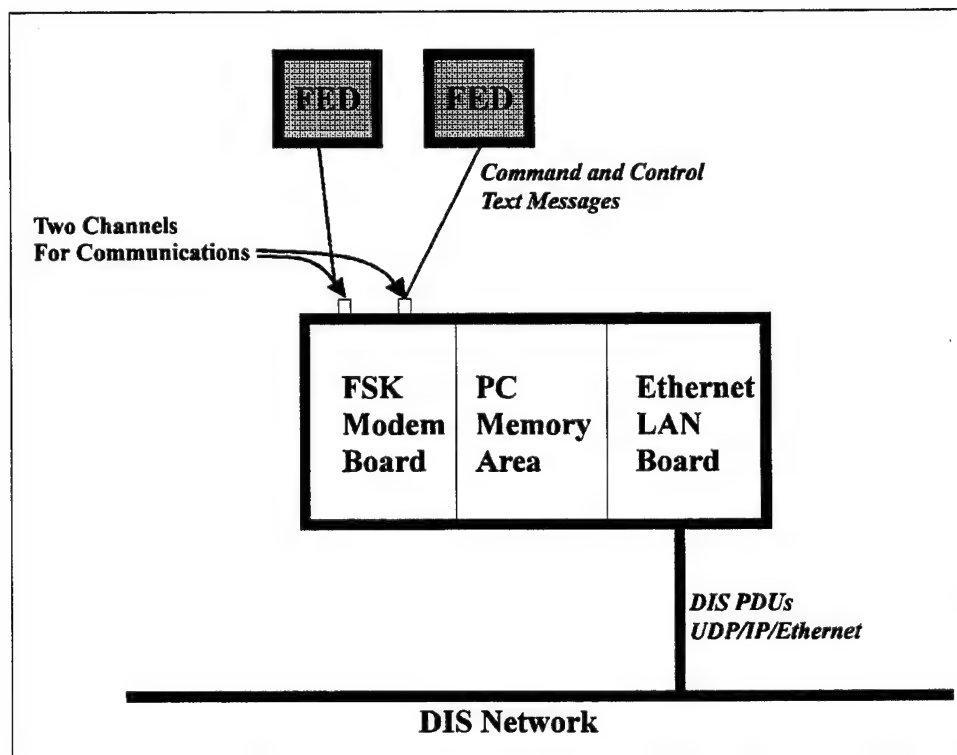 FED
FED
Command and Control
Text Messages
Two Channels
For Communications
FSK
Modem
Board
PC
Memory
Area
Ethernet
LAN
Board
DIS PDUs
UDP/IP/Ethernet
DIS Network